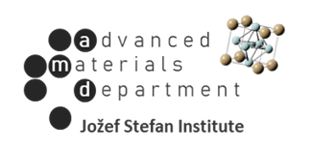 advanced
materials
department
Jožef Stefan Institute